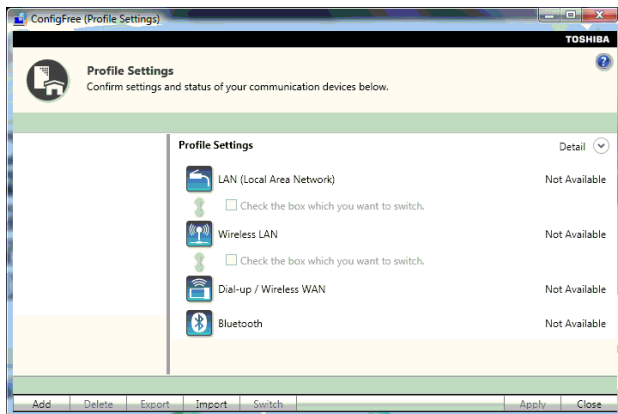 ConfigFree (Profile Settings)
TOSHIBA
Profile Settings
Confirm settings and status of your communication devices below.
Profile Settings
Detail
LAN (Local Area Network)
Not Available
Check the box which you want to switch.
Wireless LAN
Not Available
Check the box which you want to switch.
Dial-up / Wireless WAN
Not Available
Bluetooth
Not Available
Add Delete Export Import Switch Apply Close